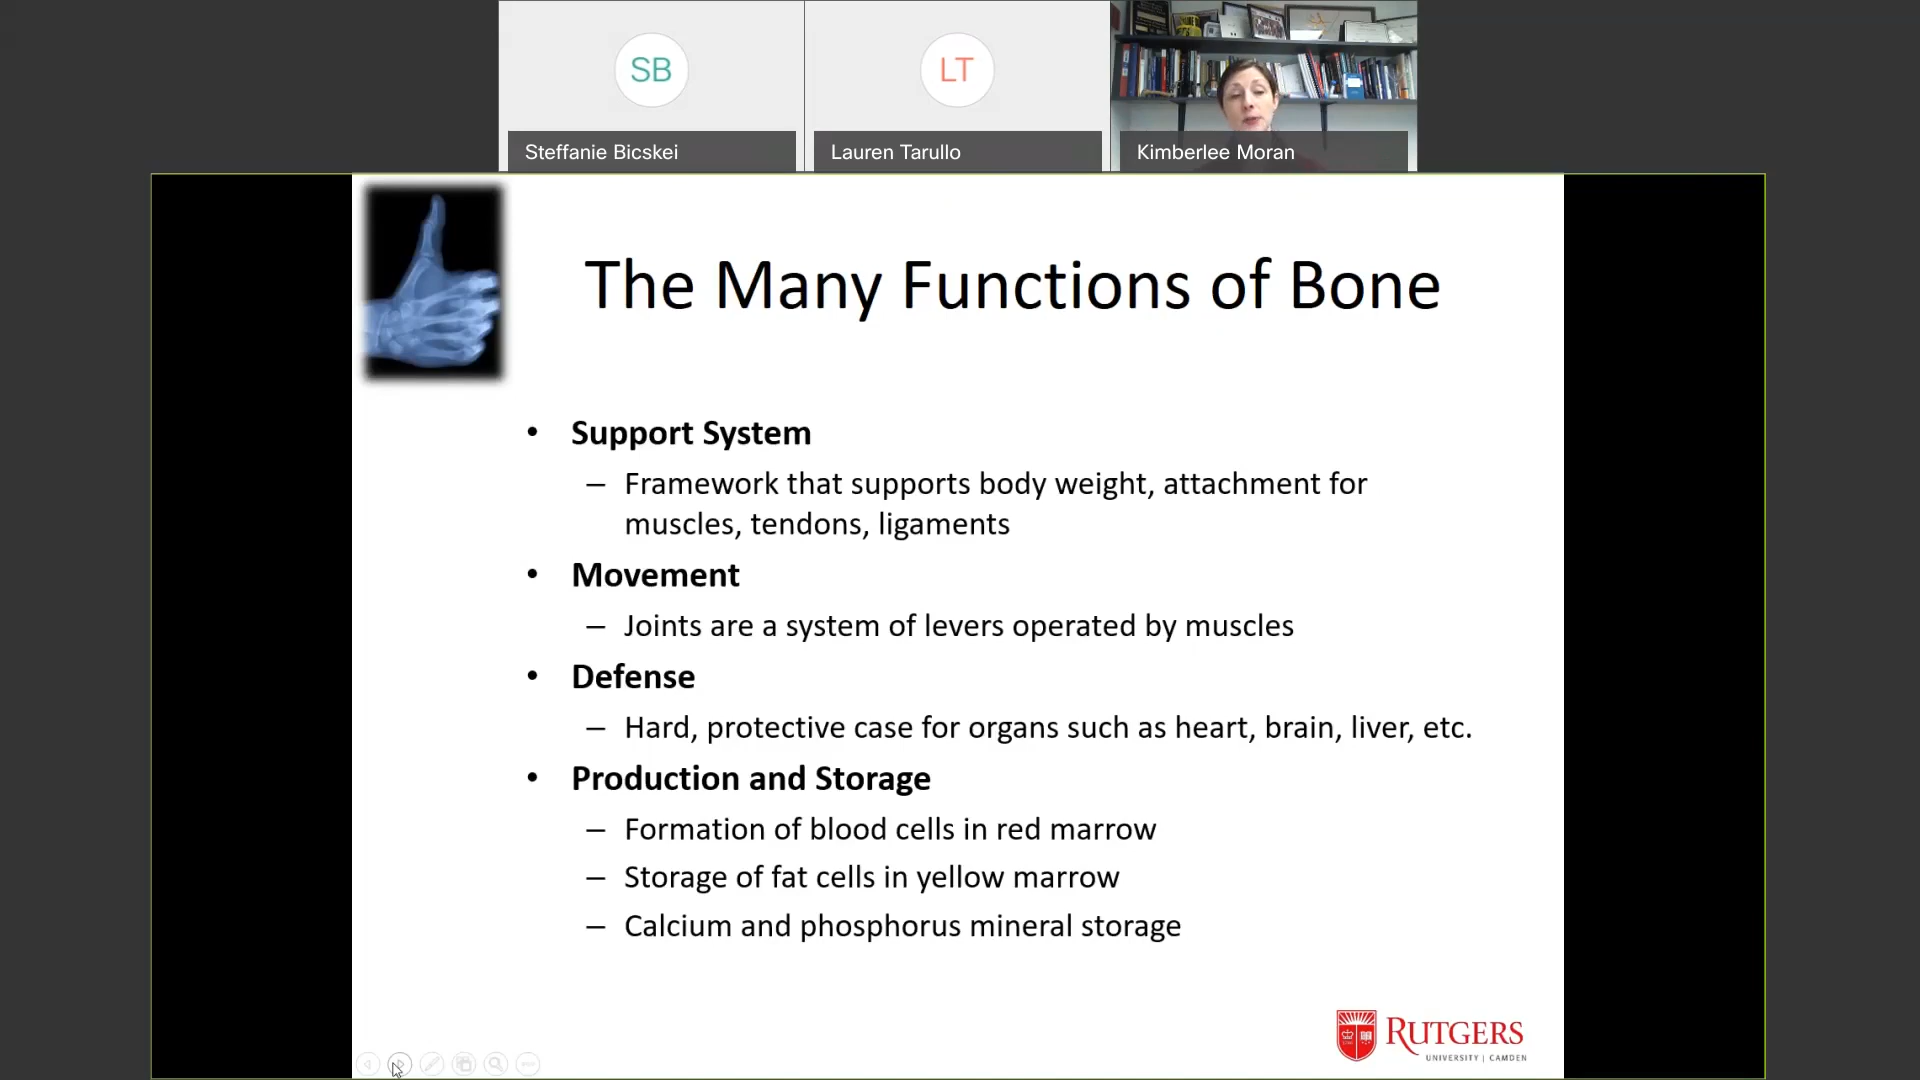 SB
LT
Steffanie Bicskei
Lauren Tarullo
Kimberlee Moran
The Many Functions of Bone
• Support System
– Framework that supports body weight, attachment for
muscles, tendons, ligaments
• Movement
– Joints are a system of levers operated by muscles
• Defense
– Hard, protective case for organs such as heart, brain, liver, etc.
• Production and Storage
– Formation of blood cells in red marrow
– Storage of fat cells in yellow marrow
– Calcium and phosphorus mineral storage
RUTGERS
UNIVERSITY | CAMDEN